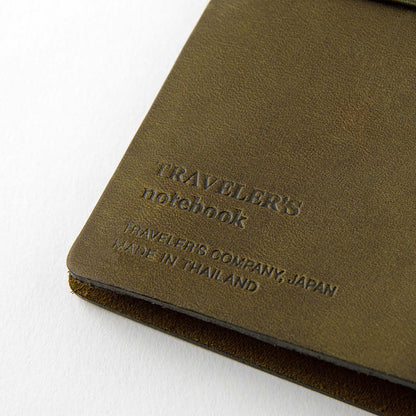 TRAVELER'S
notebook
TRAVELER'S COMPANY, JAPAN
MADE IN THAILAND